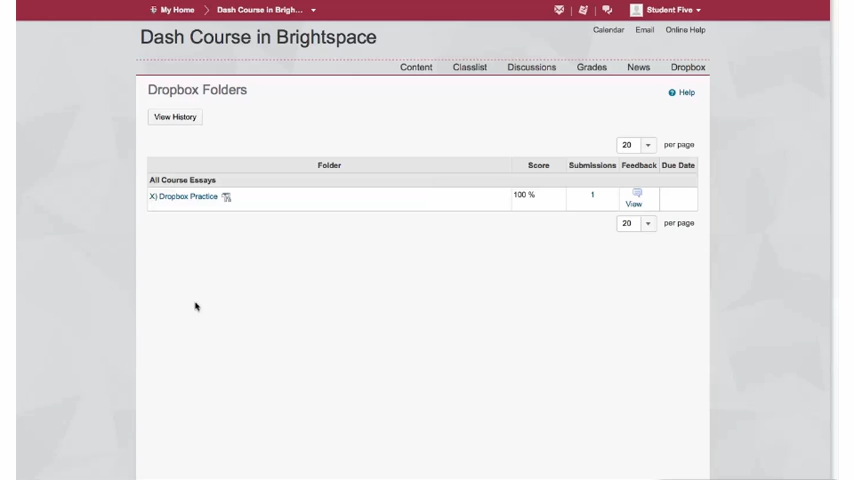 My Home Dash Course in Brigh... Student Five
Calendar Email Online Help
Dash Course in Brightspace
Content Classlist Discussions Grades News Dropbox
Dropbox Folders
Help
View History
20 per page
Folder Score Submissions Feedback Due Date
All Course Essays
X) Dropbox Practice 100 % 1 View
20 per page